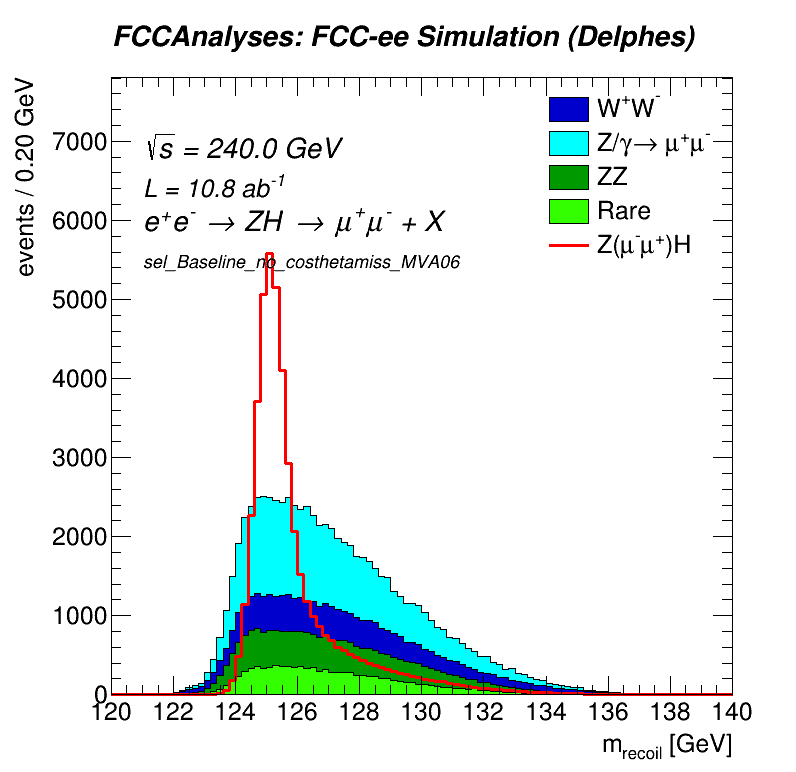 FCCAnalyses: FCC-ee Simulation (Delphes)
events / 0.20 GeV
7000
6000
5000
4000
3000
2000
1000
0
√s = 240.0 GeV
L = 10.8 ab⁻¹
e⁺e⁻ → ZH → μ⁺μ⁻ + X
sel_Baseline_no_costhetamiss_MVA06
W⁺W⁻
Z/γ→ μ⁺μ⁻
ZZ
Rare
Z(μ⁻μ⁺)H
120 122 124 126 128 130 132 134 136 138 140
m_recoil [GeV]